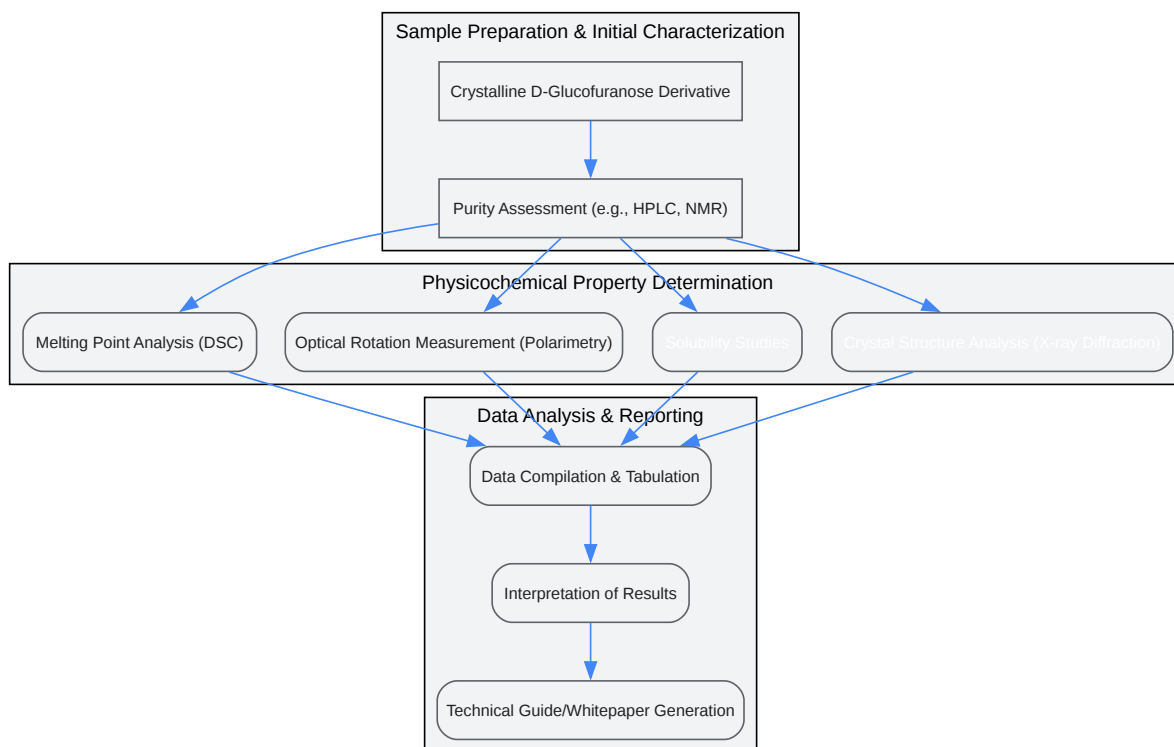 Sample Preparation & Initial Characterization
Crystalline D-Glucofuranose Derivative
Purity Assessment (e.g., HPLC, NMR)
Physicochemical Property Determination
Melting Point Analysis (DSC)
Optical Rotation Measurement (Polarimetry)
Solubility Studies
Crystal Structure Analysis (X-ray Diffraction)
Data Analysis & Reporting
Data Compilation & Tabulation
Interpretation of Results
Technical Guide/Whitepaper Generation